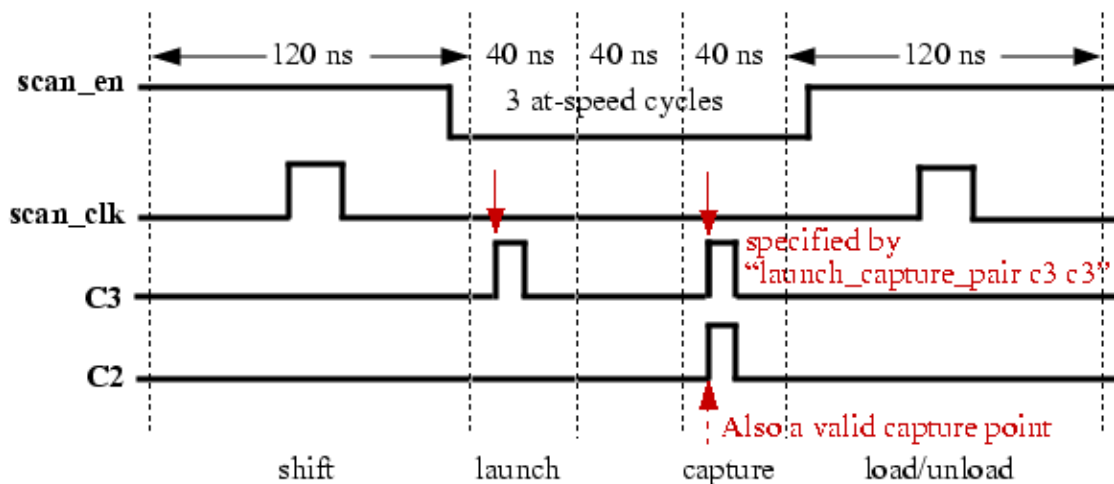 120 ns 40 ns 40 ns 40 ns 120 ns
scan_en
3 at-speed cycles
scan_clk
specified by
“launch_capture_pair c3 c3”
C3
C2
Also a valid capture point
shift launch capture load/unload